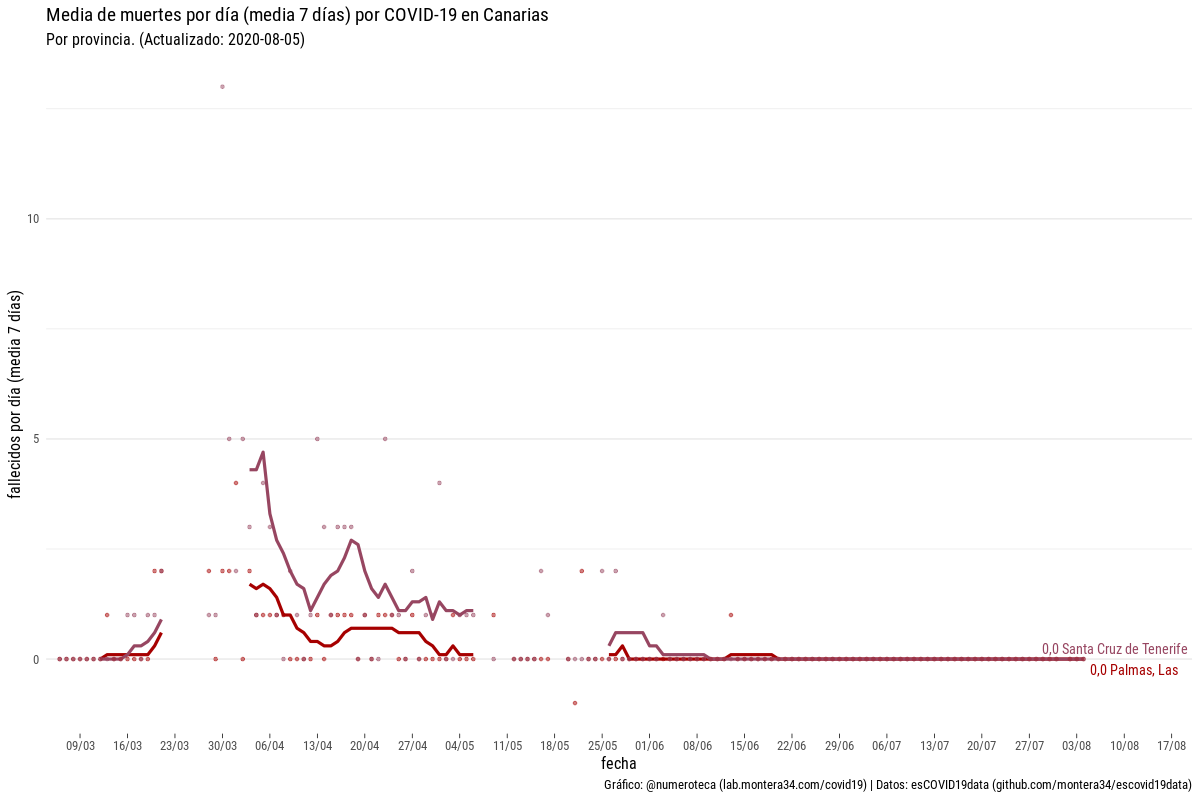 Media de muertes por día (media 7 días) por COVID-19 en Canarias
Por provincia. (Actualizado: 2020-08-05)
fallecidos por día (media 7 días)
10
5
0
0,0 Santa Cruz de Tenerife
0,0 Palmas, Las
09/03 16/03 23/03 30/03 06/04 13/04 20/04 27/04 04/05 11/05 18/05 25/05 01/06 08/06 15/06 22/06 29/06 06/07 13/07 20/07 27/07 03/08 10/08 17/08
fecha
Gráfico: @numeroteca (lab.montera34.com/covid19) | Datos: esCOVID19data (github.com/montera34/escovid19data)